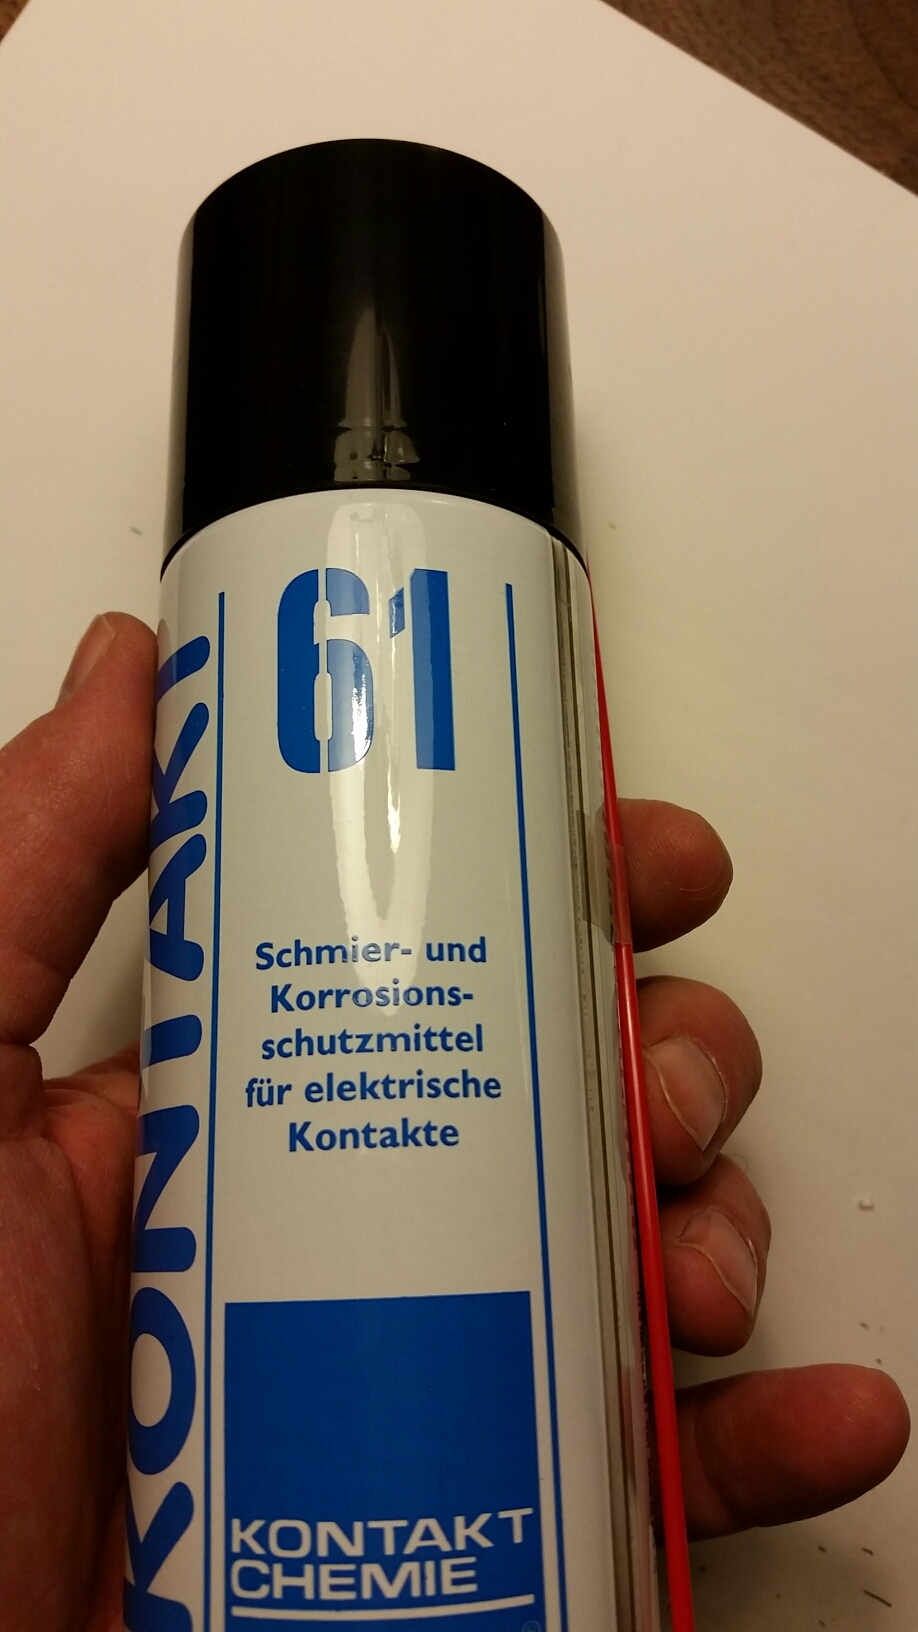 KONTAKT
61
Schmier- und
Korrosions-
schutzmittel
für elektrische
Kontakte
KONTAKT
CHEMIE